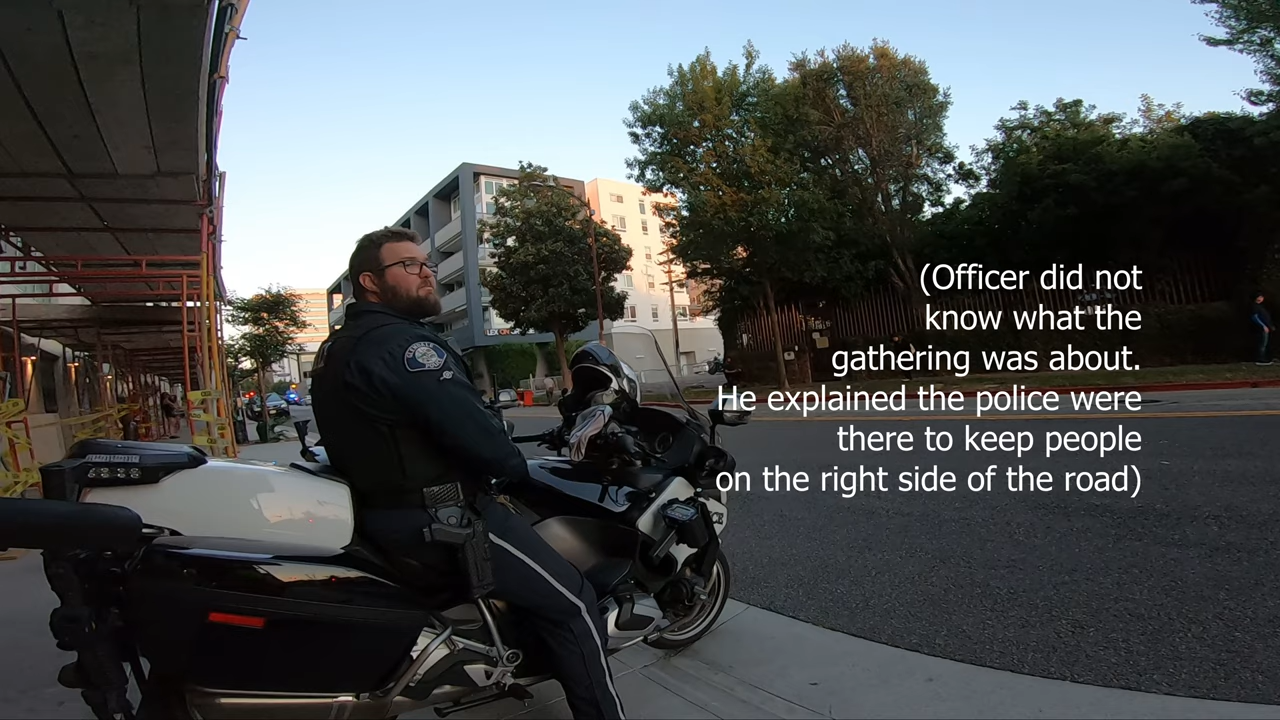 (Officer did not
know what the
gathering was about.
He explained the police were
there to keep people
on the right side of the road)